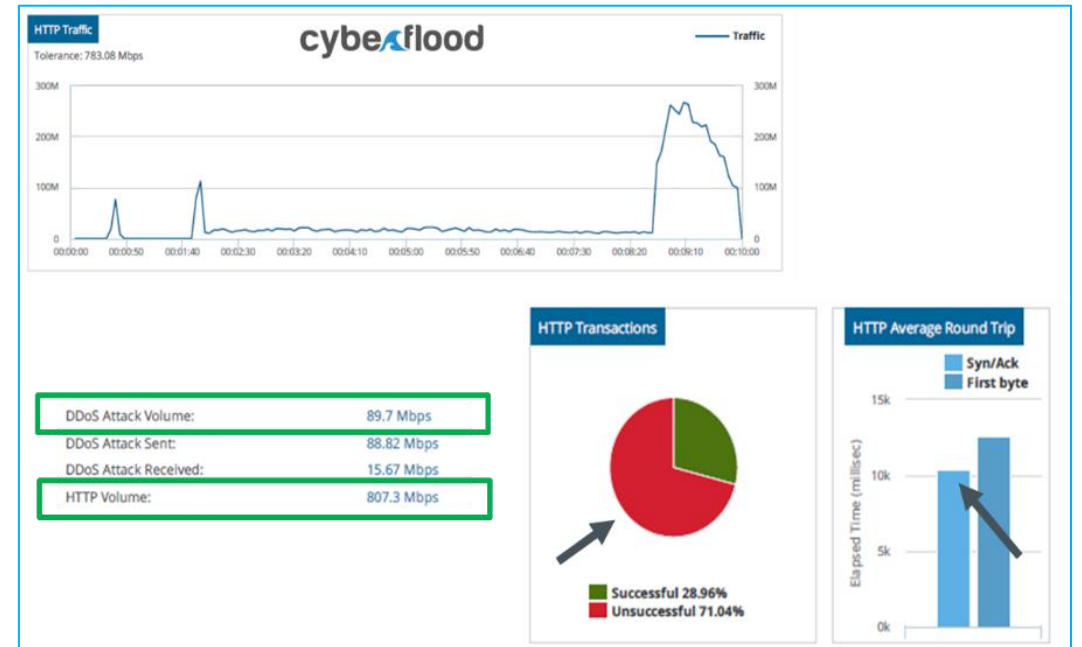 HTTP Traffic
cyberflood
Traffic
Tolerance: 783.08 Mbps
300M
300M
200M
200M
100M
100M
0
0
00:00:00 00:00:50 00:01:40 00:02:30 00:03:20 00:04:10 00:05:00 00:05:50 00:06:40 00:07:30 00:08:20 00:09:10 00:10:00
DDoS Attack Volume: 89.7 Mbps
DDoS Attack Sent: 88.82 Mbps
DDoS Attack Received: 15.67 Mbps
HTTP Volume: 807.3 Mbps
HTTP Transactions
Successful 28.96%
Unsuccessful 71.04%
HTTP Average Round Trip
Syn/Ack
First byte
15k
10k
5k
0k
Elapsed Time (millisec)